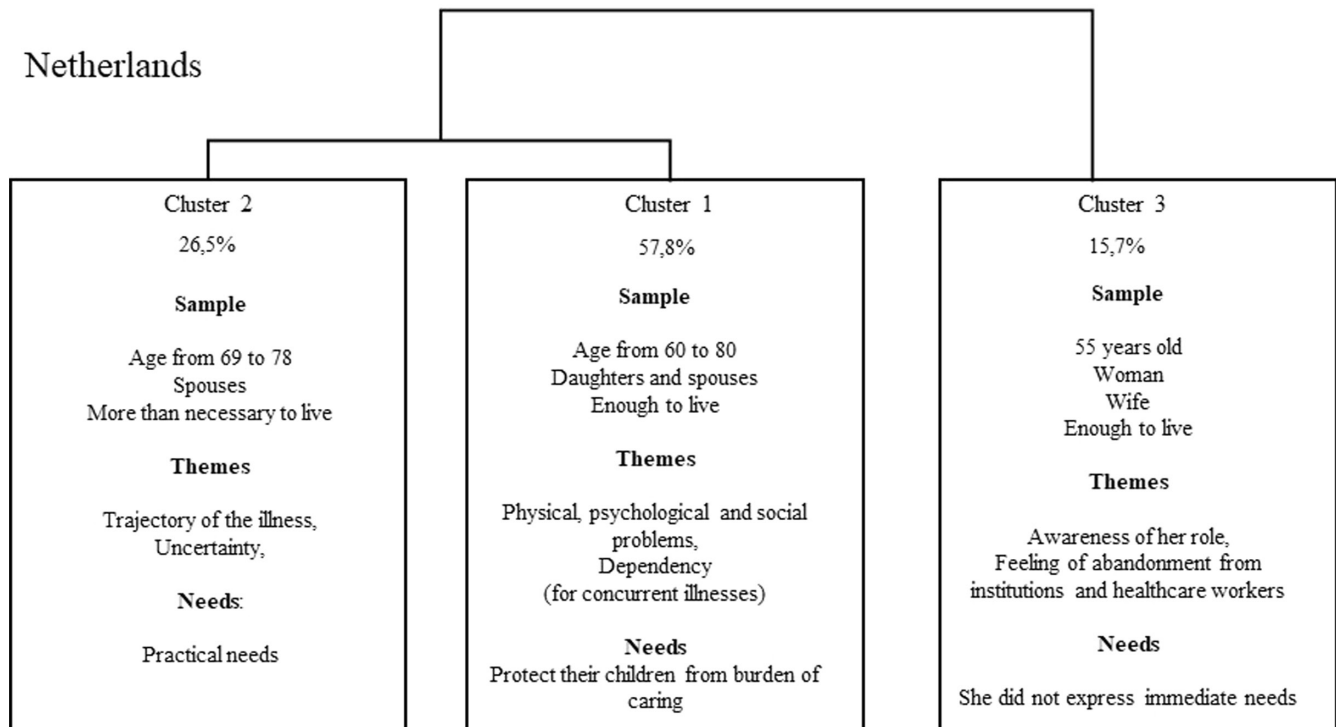 Netherlands
Cluster 2
26,5%
Sample
Age from 69 to 78
Spouses
More than necessary to live
Themes
Trajectory of the illness,
Uncertainty,
Needs:
Practical needs
Cluster 1
57,8%
Sample
Age from 60 to 80
Daughters and spouses
Enough to live
Themes
Physical, psychological and social
problems,
Dependency
(for concurrent illnesses)
Needs
Protect their children from burden of
caring
Cluster 3
15,7%
Sample
55 years old
Woman
Wife
Enough to live
Themes
Awareness of her role,
Feeling of abandonment from
institutions and healthcare workers
Needs
She did not express immediate needs